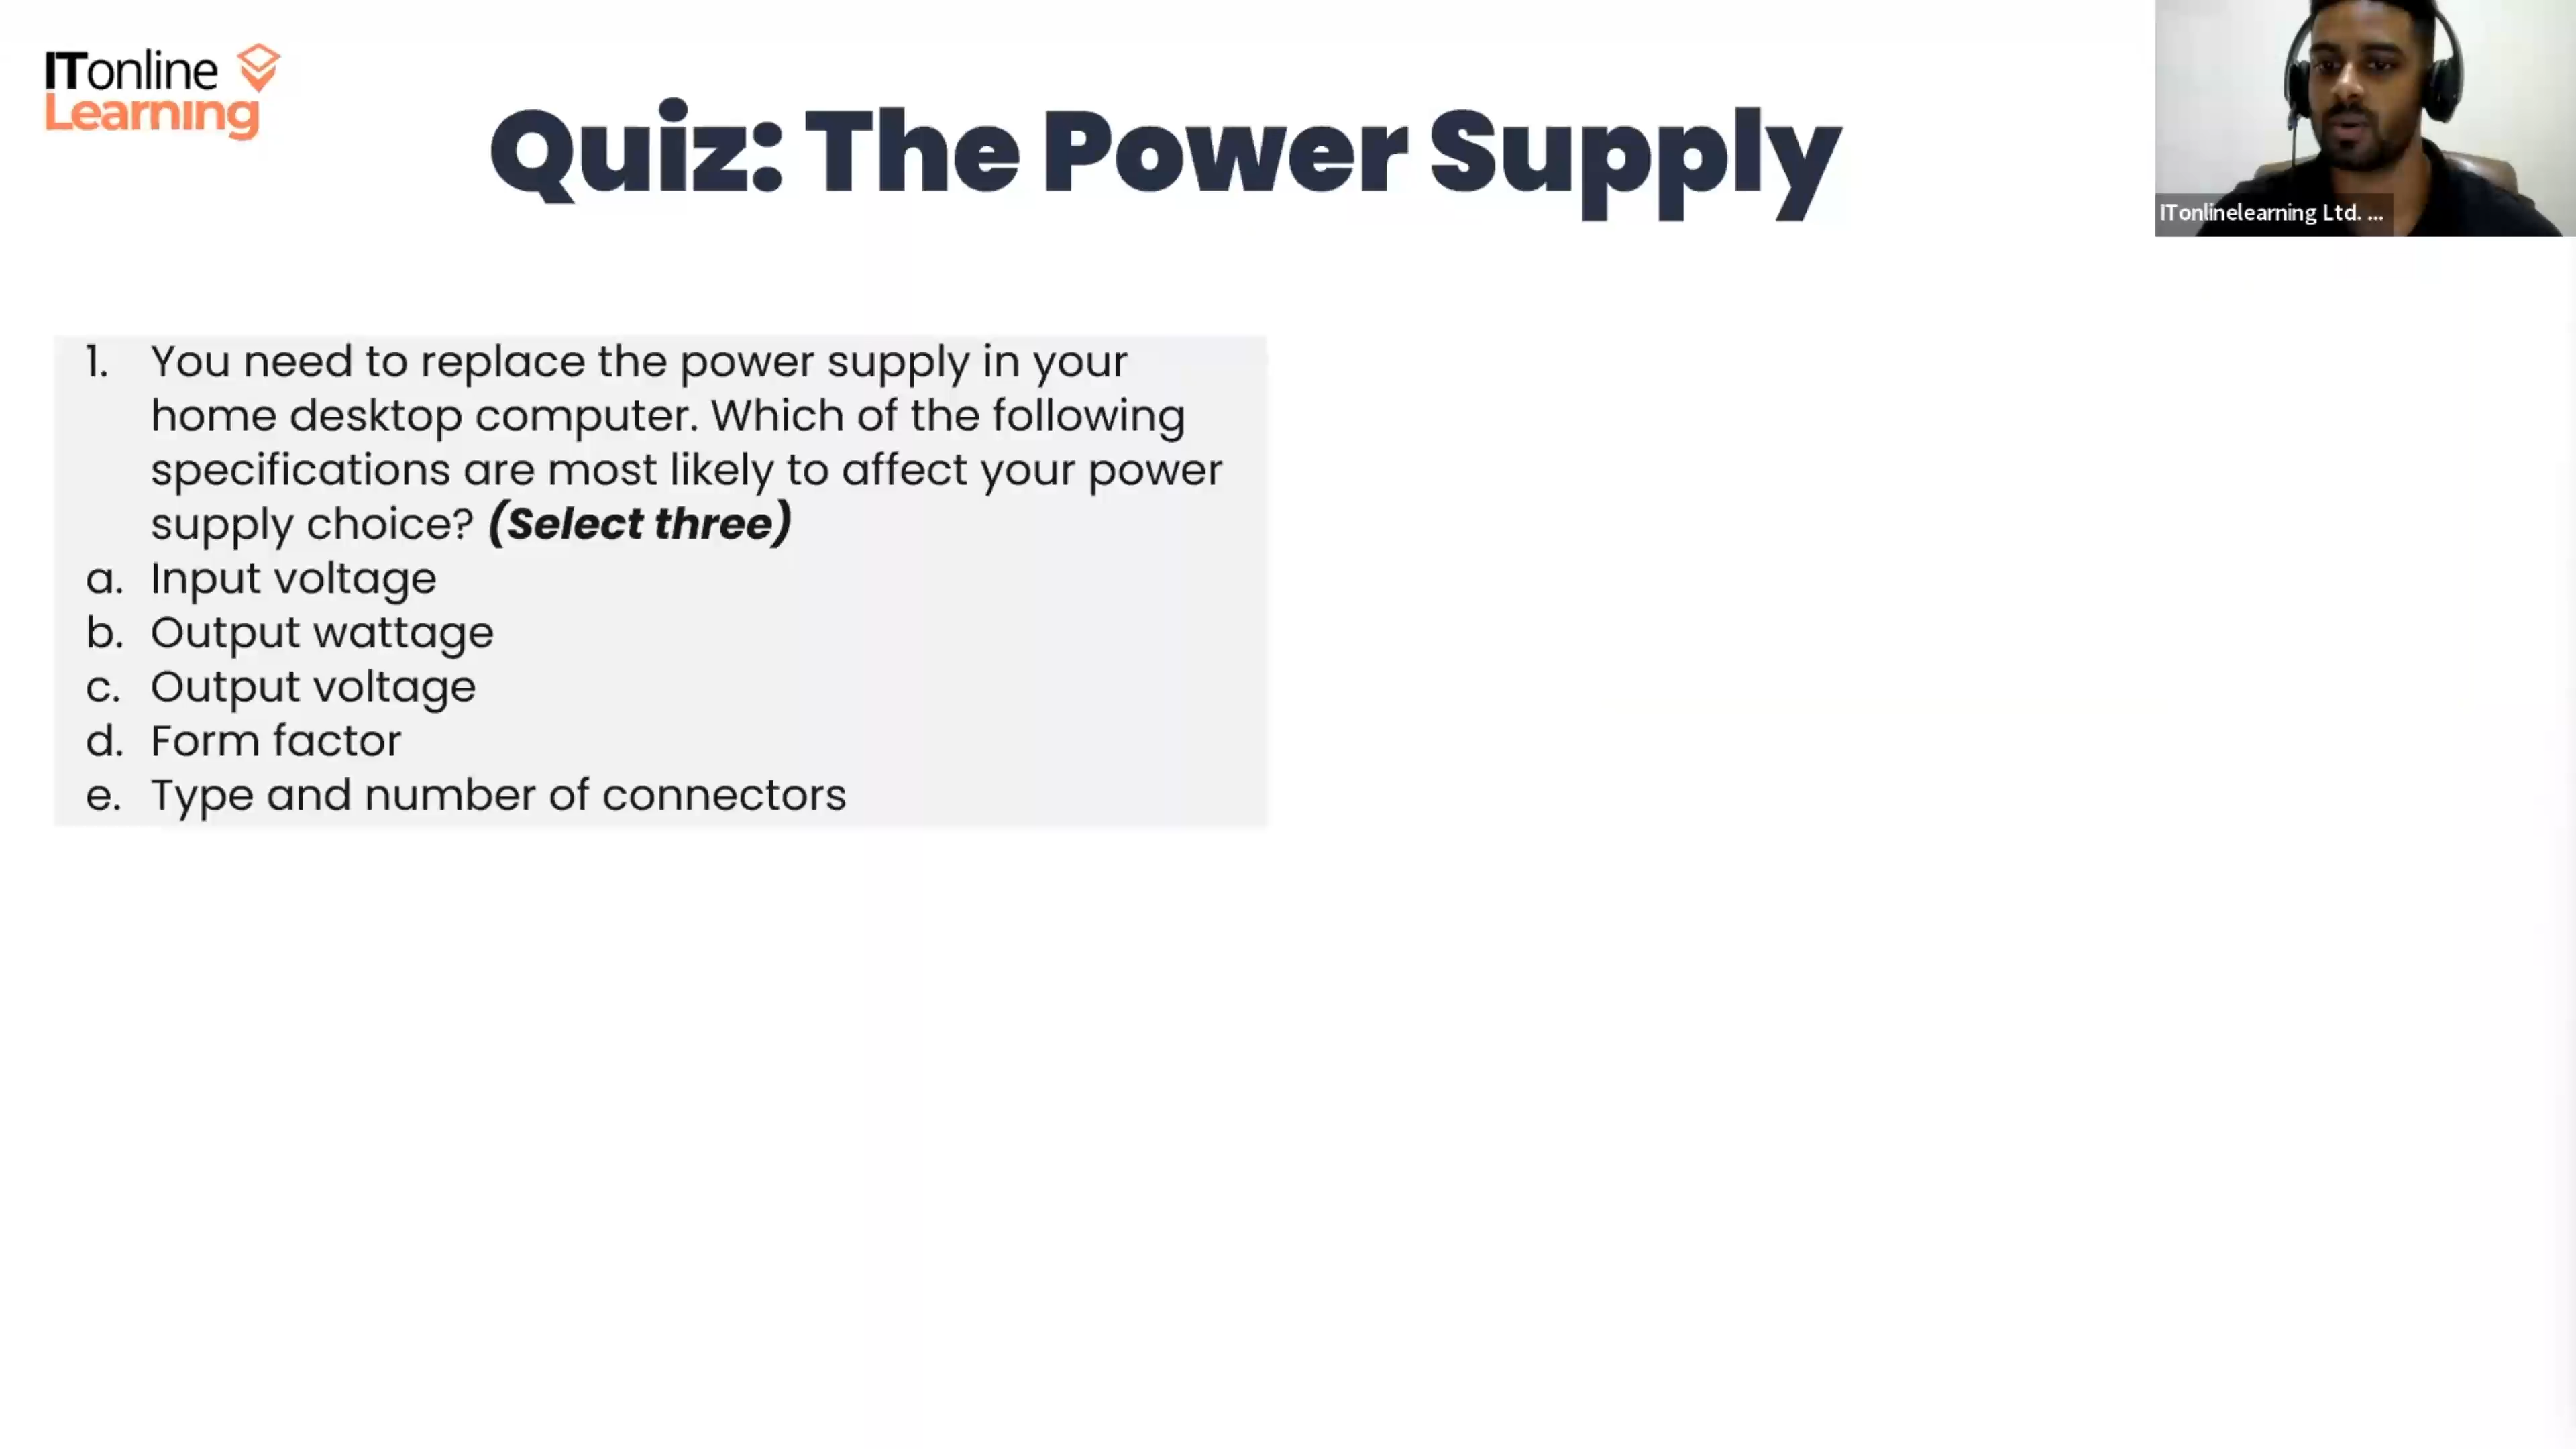 ITonline
Learning
Quiz: The Power Supply
ITonlinelearning Ltd. ...
1. You need to replace the power supply in your
home desktop computer. Which of the following
specifications are most likely to affect your power
supply choice? (Select three)
a. Input voltage
b. Output wattage
c. Output voltage
d. Form factor
e. Type and number of connectors